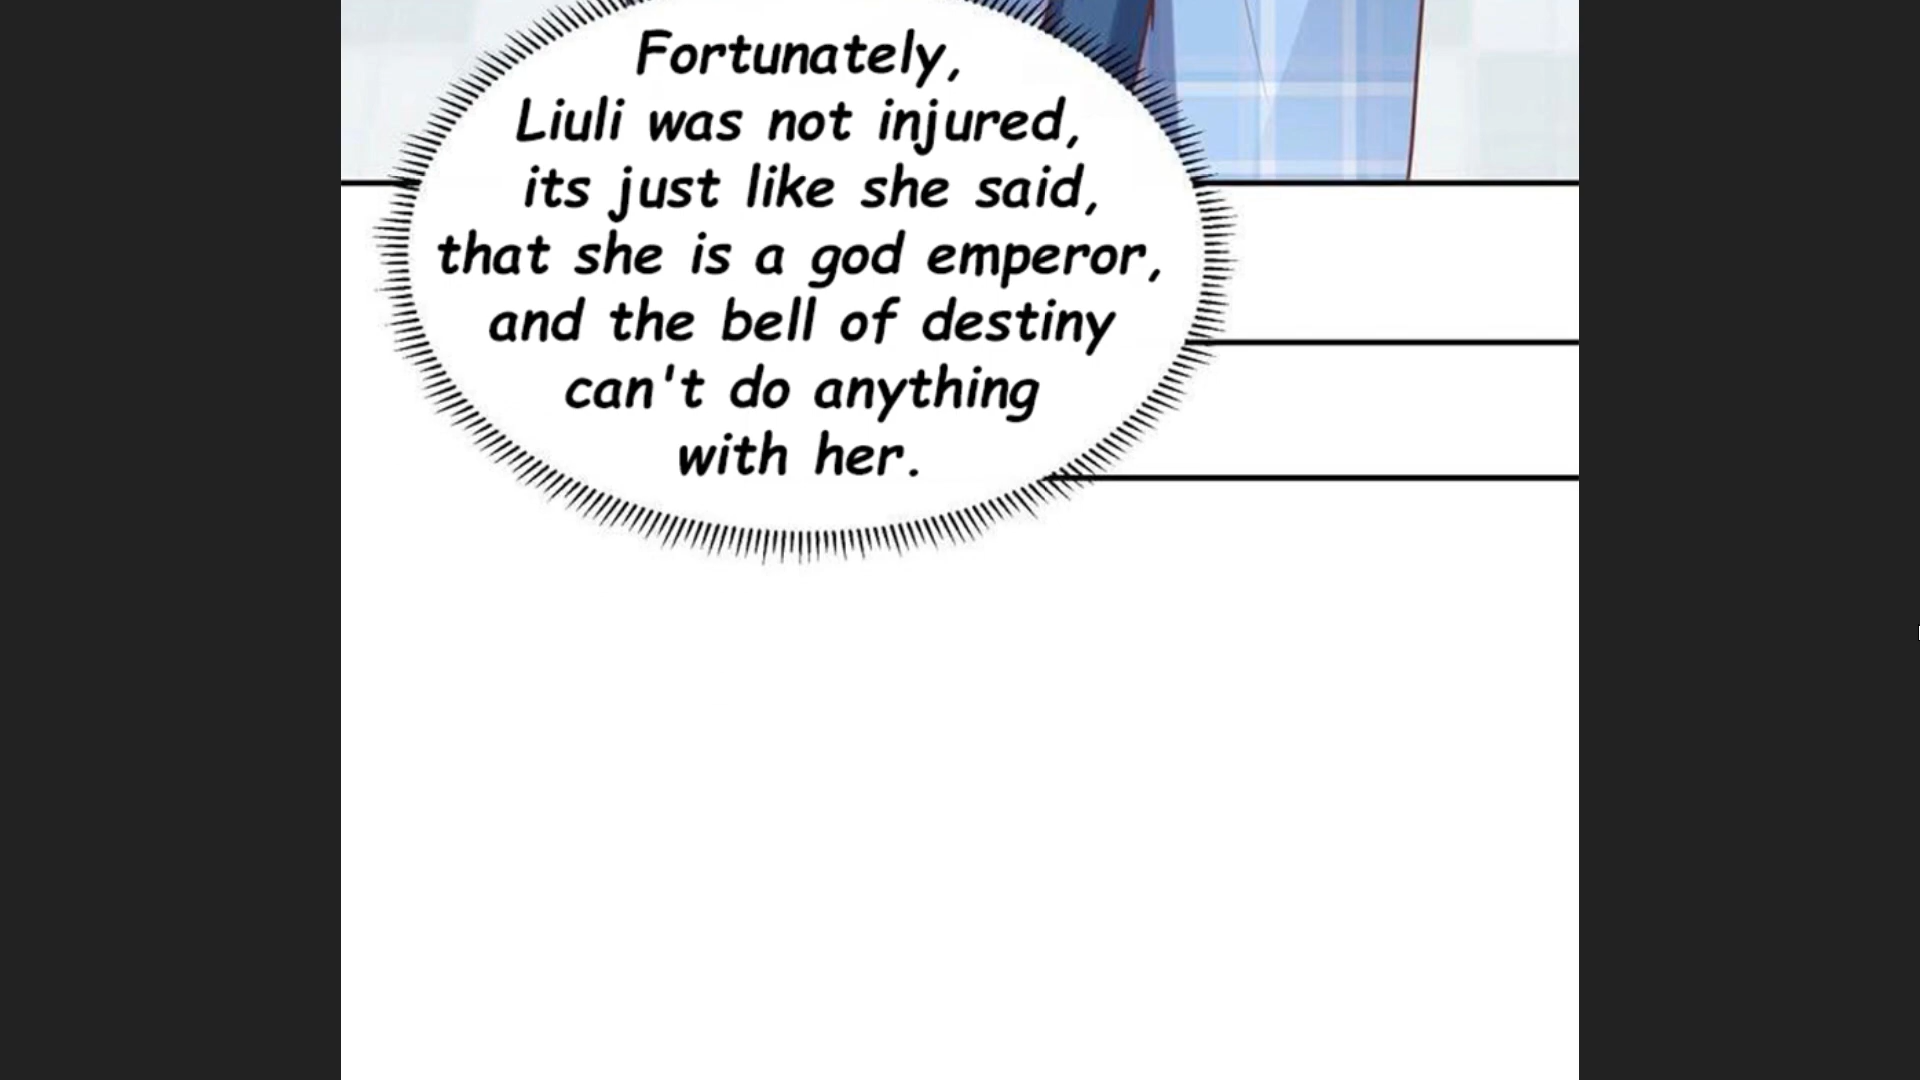 Fortunately,
Liuli was not injured,
its just like she said,
that she is a god emperor,
and the bell of destiny
can't do anything
with her.